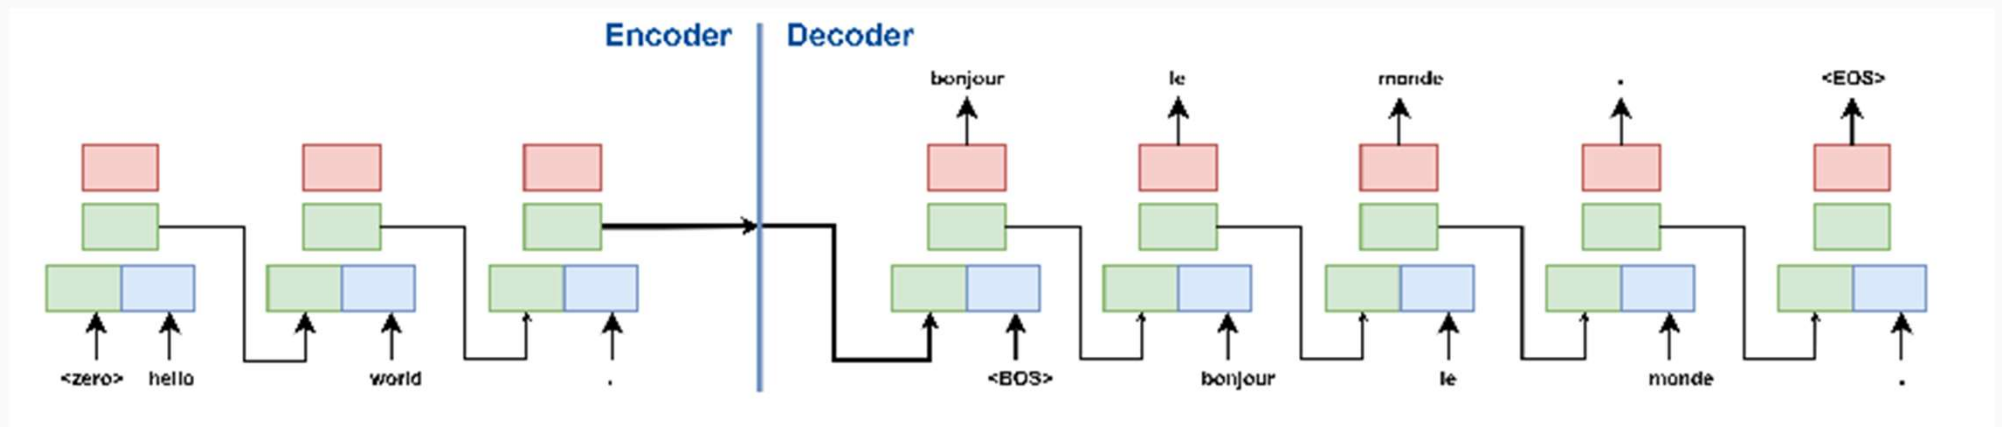 Encoder Decoder
bonjour le monde . <EOS>
<zero> hello world . <BOS> bonjour le monde .